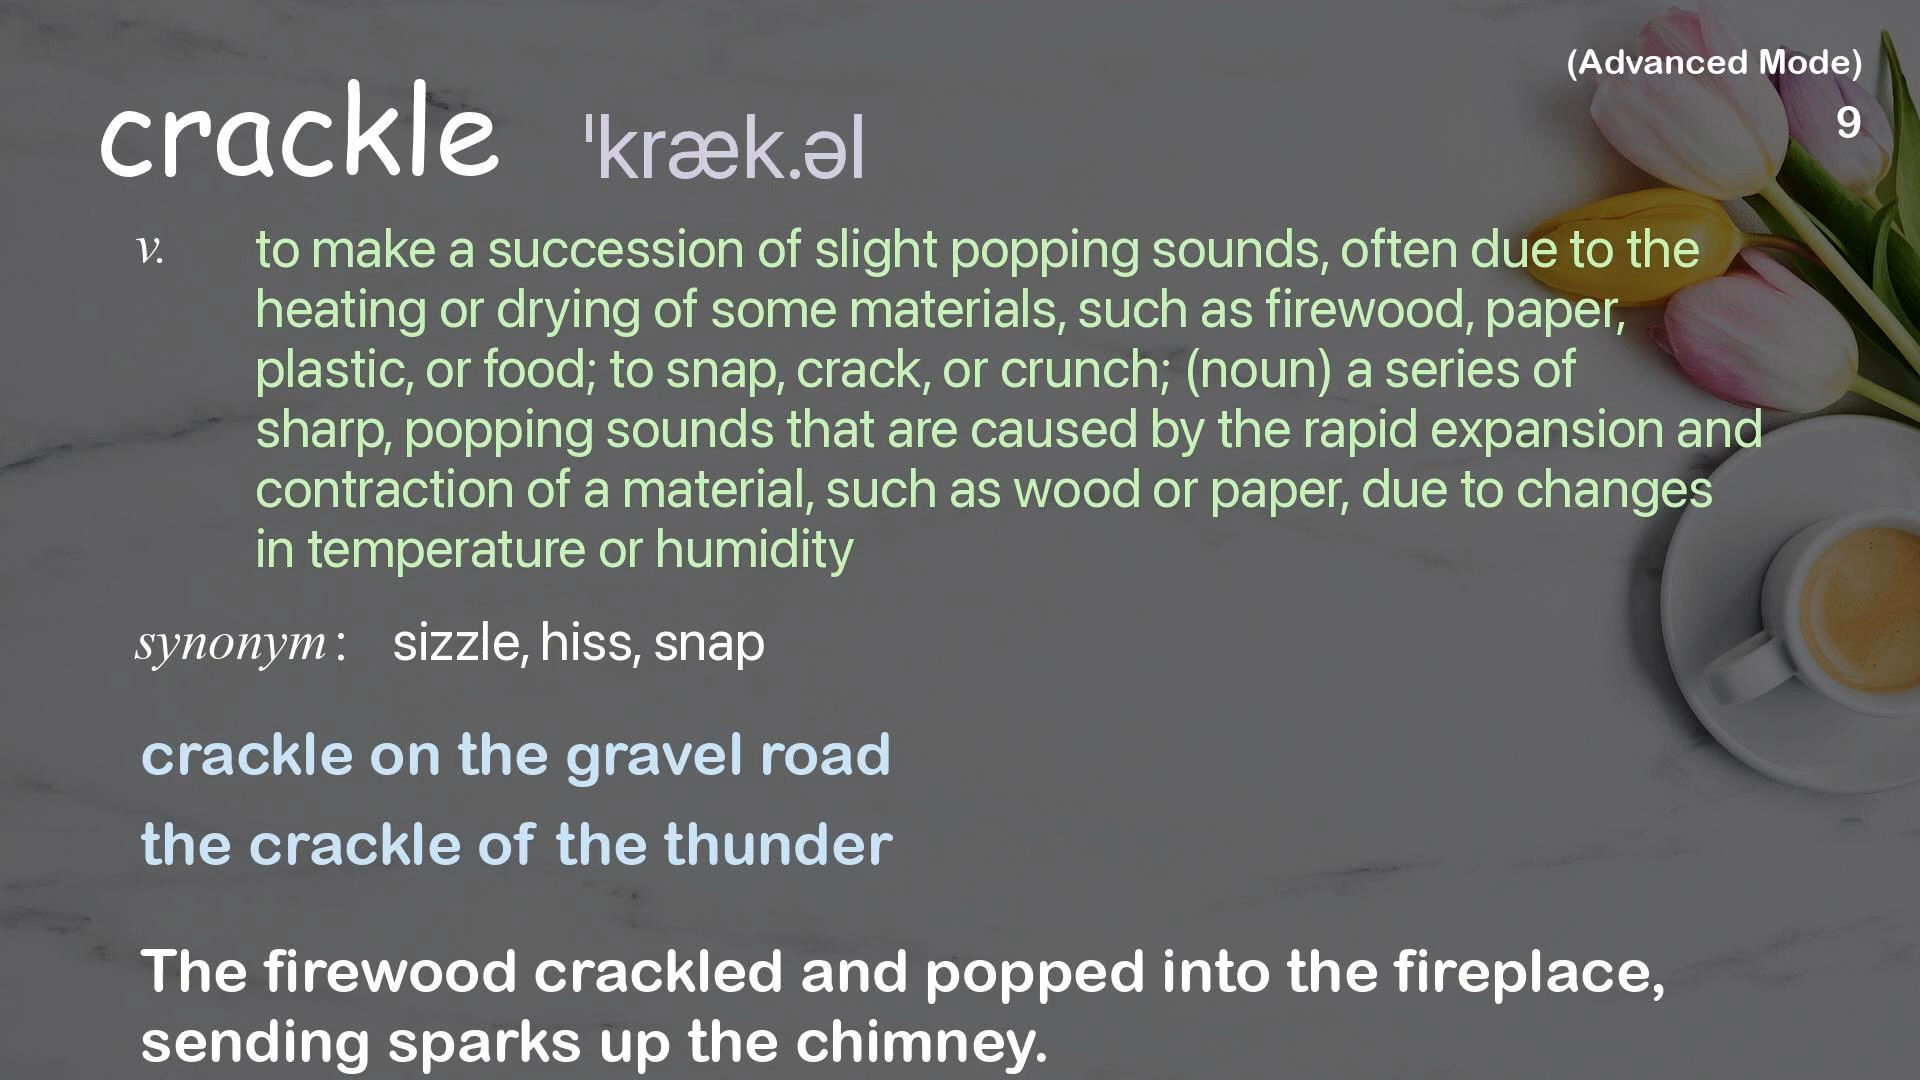 (Advanced Mode)
crackle ˈkræk.əl
9
v. to make a succession of slight popping sounds, often due to the
heating or drying of some materials, such as firewood, paper,
plastic, or food; to snap, crack, or crunch; (noun) a series of
sharp, popping sounds that are caused by the rapid expansion and
contraction of a material, such as wood or paper, due to changes
in temperature or humidity
synonym: sizzle, hiss, snap
crackle on the gravel road
the crackle of the thunder
The firewood crackled and popped into the fireplace,
sending sparks up the chimney.